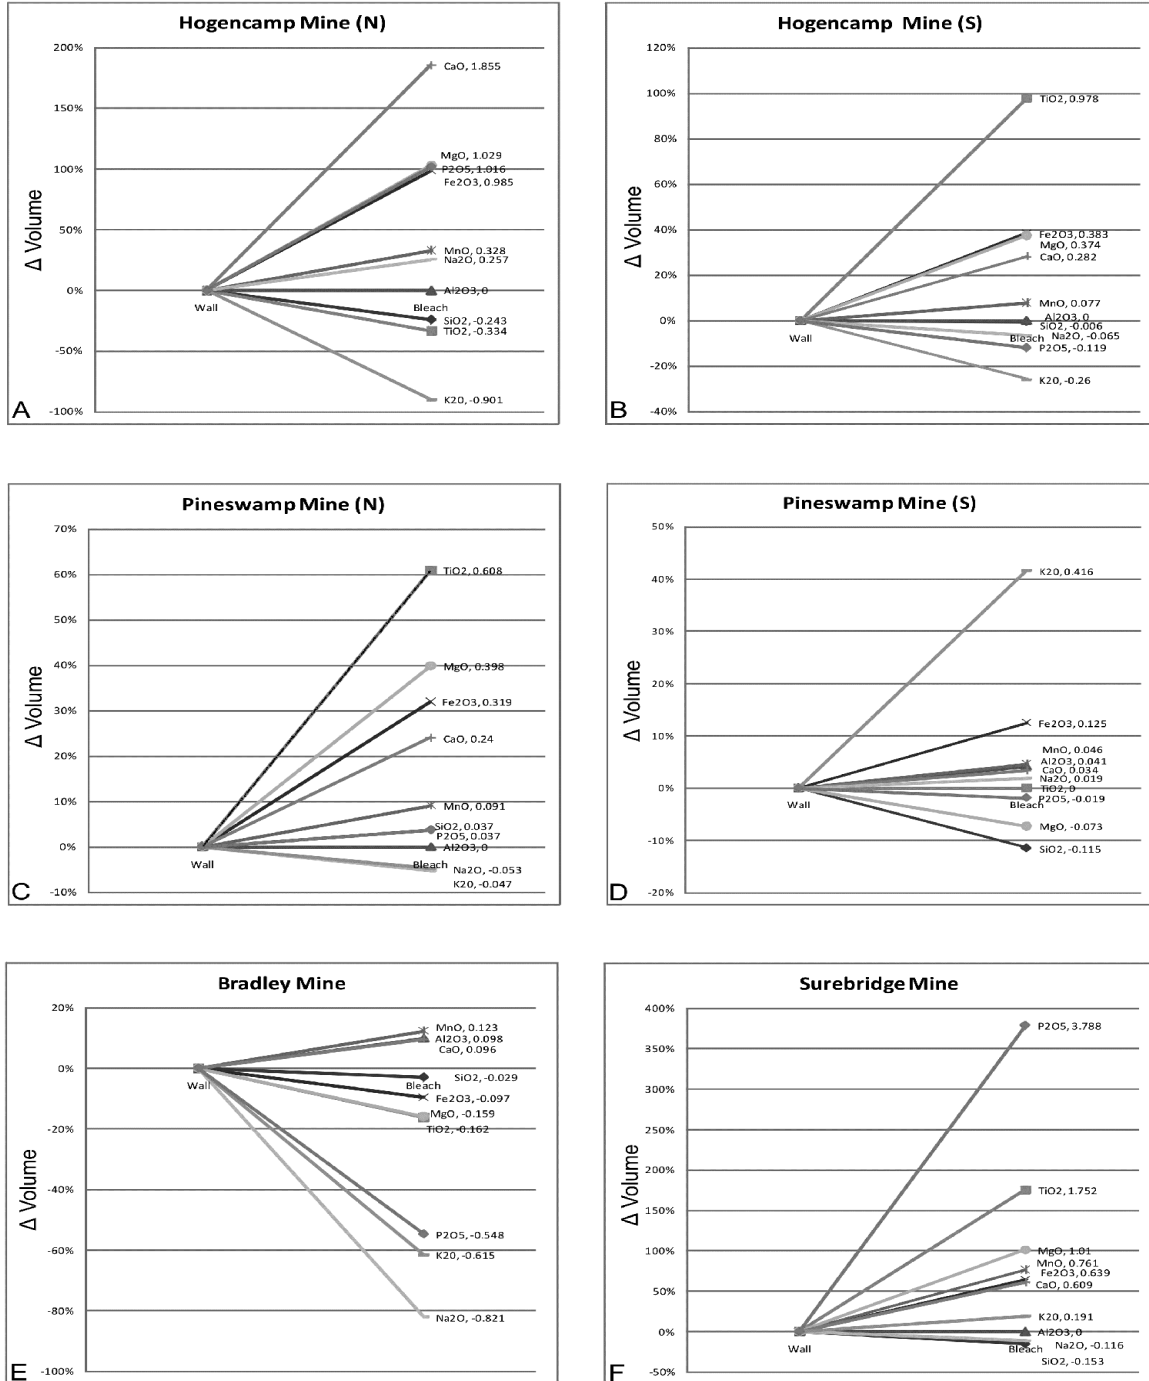 Hogencamp Mine (N)
200%
150%
100%
50%
0%
-50%
-100%
Δ Volume
CaO, 1.855
MgO, 1.029
P2O5, 1.016
Fe2O3, 0.985
MnO, 0.328
Na2O, 0.257
Al2O3, 0
Wall
Bleach
SiO2, -0.243
TiO2, -0.334
K20, -0.901
A
Hogencamp Mine (S)
120%
100%
80%
60%
40%
20%
0%
-20%
-40%
Δ Volume
TiO2, 0.978
Fe2O3, 0.383
MgO, 0.374
CaO, 0.282
MnO, 0.077
Al2O3, 0
SiO2, -0.006
Wall
Bleach
Na2O, -0.065
P2O5, -0.119
K20, -0.26
B
Pineswamp Mine (N)
70%
60%
50%
40%
30%
20%
10%
0%
-10%
Δ Volume
TiO2, 0.608
MgO, 0.398
Fe2O3, 0.319
CaO, 0.24
MnO, 0.091
SiO2, 0.037
P2O5, 0.037
Al2O3, 0
Wall
Bleach
Na2O, -0.053
K20, -0.047
C
Pineswamp Mine (S)
50%
40%
30%
20%
10%
0%
-10%
-20%
Δ Volume
K20, 0.416
Fe2O3, 0.125
MnO, 0.046
Al2O3, 0.041
CaO, 0.034
Na2O, 0.019
TiO2, 0
Wall
Bleach
P2O5, -0.019
MgO, -0.073
SiO2, -0.115
D
Bradley Mine
20%
0%
-20%
-40%
-60%
-80%
-100%
Δ Volume
MnO, 0.123
Al2O3, 0.098
CaO, 0.096
SiO2, -0.029
Wall
Bleach
Fe2O3, -0.097
MgO, -0.159
TiO2, -0.162
P2O5, -0.548
K20, -0.615
Na2O, -0.821
E
Surebridge Mine
400%
350%
300%
250%
200%
150%
100%
50%
0%
-50%
Δ Volume
P2O5, 3.788
TiO2, 1.752
MgO, 1.01
MnO, 0.761
Fe2O3, 0.639
CaO, 0.609
K20, 0.191
Al2O3, 0
Wall
Bleach
Na2O, -0.116
SiO2, -0.153
F